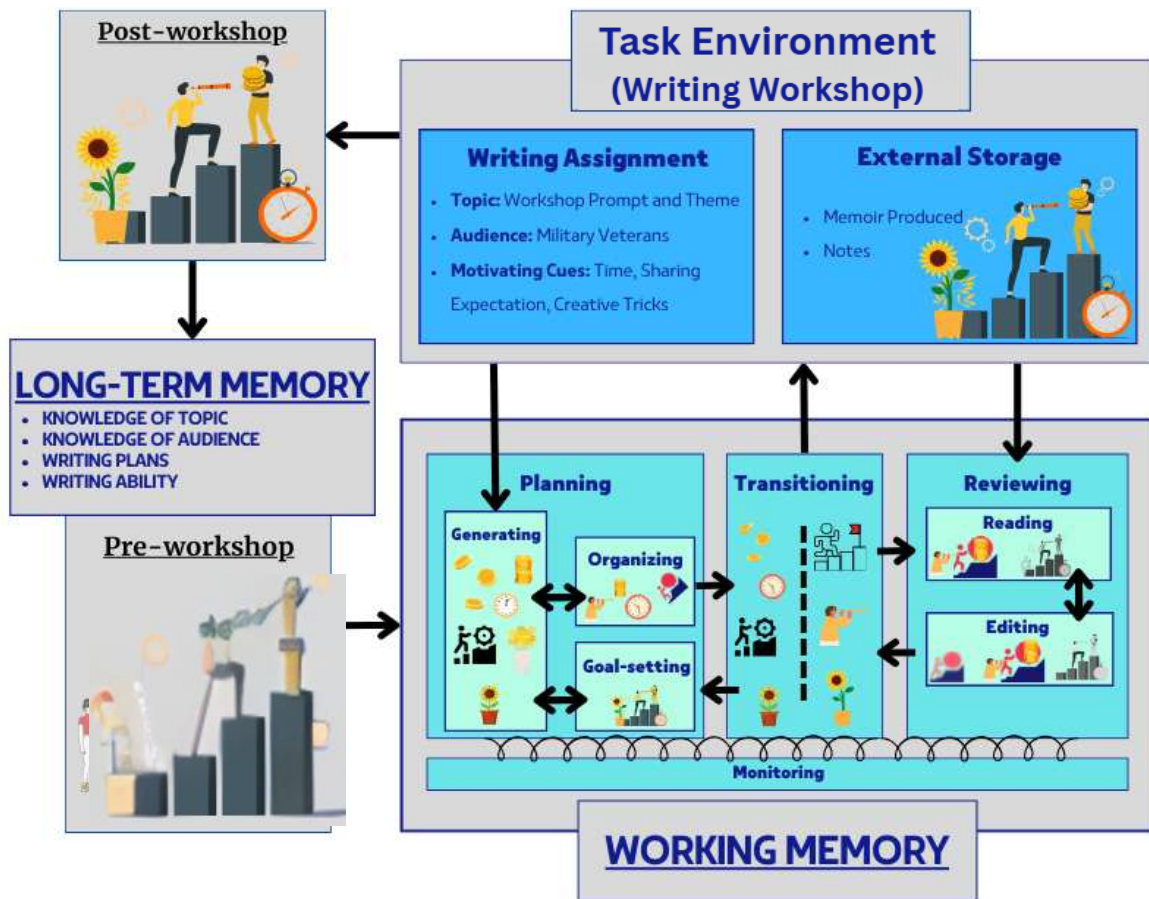 Post-workshop
Task Environment
(Writing Workshop)
Writing Assignment
• Topic: Workshop Prompt and Theme
• Audience: Military Veterans
• Motivating Cues: Time, Sharing
Expectation, Creative Tricks
External Storage
• Memoir Produced
• Notes
LONG-TERM MEMORY
• KNOWLEDGE OF TOPIC
• KNOWLEDGE OF AUDIENCE
• WRITING PLANS
• WRITING ABILITY
Pre-workshop
Planning
Generating
Organizing
Goal-setting
Transitioning
Reviewing
Reading
Editing
Monitoring
WORKING MEMORY